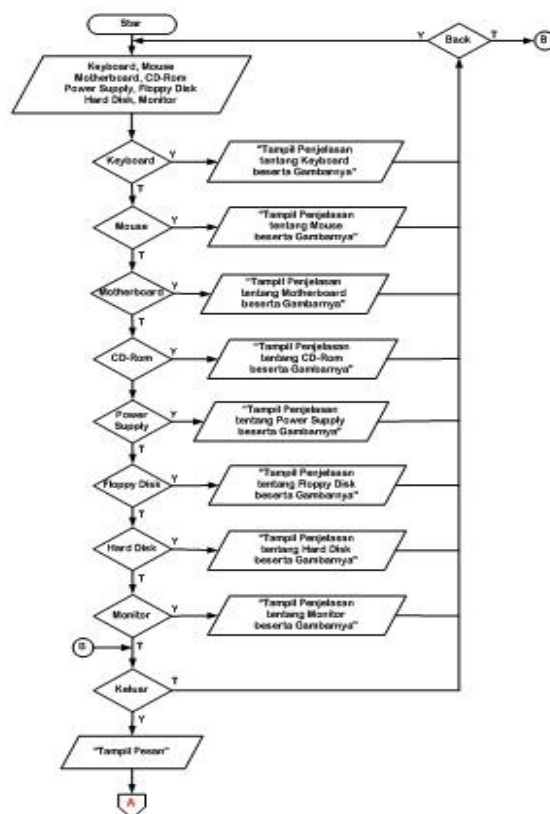 Star
Y
Back
T
B
Keyboard, Mouse
Motherboard, CD-Rom
Power Supply, Floppy Disk
Hard Disk, Monitor
Keyboard
Y
"Tampil Penjelasan
tentang Keyboard
beserta Gambarnya"
T
Mouse
Y
"Tampil Penjelasan
tentang Mouse
beserta Gambarnya"
T
Motherboard
Y
"Tampil Penjelasan
tentang Motherboard
beserta Gambarnya"
T
CD-Rom
Y
"Tampil Penjelasan
tentang CD-Rom
beserta Gambarnya"
T
Power
Supply
Y
"Tampil Penjelasan
tentang Power Supply
beserta Gambarnya"
T
Floppy Disk
Y
"Tampil Penjelasan
tentang Floppy Disk
beserta Gambarnya"
T
Hard Disk
Y
"Tampil Penjelasan
tentang Hard Disk
beserta Gambarnya"
T
Monitor
Y
"Tampil Penjelasan
tentang Monitor
beserta Gambarnya"
B
T
Keluar
T
Y
"Tampil Pesan"
A